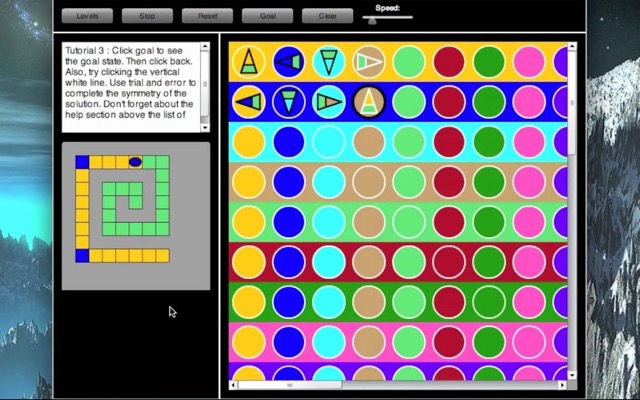 Levels Stop Reset Goal Clear Speed:
Tutorial 3 : Click goal to see
the goal state. Then click back.
Also, try clicking the vertical
white line. Use trial and error to
complete the symmetry of the
solution. Don't forget about the
help section above the list of